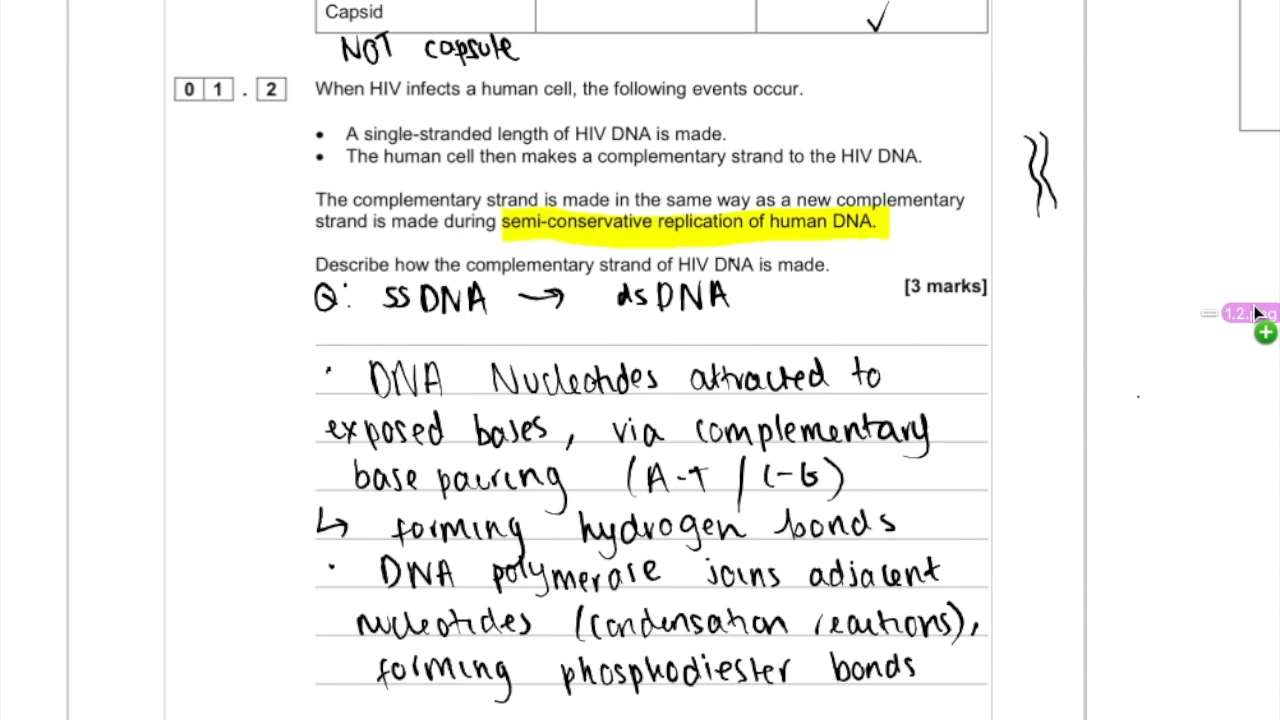 Capsid ✓
NOT capsule
0 1 . 2 When HIV infects a human cell, the following events occur.
• A single-stranded length of HIV DNA is made.
• The human cell then makes a complementary strand to the HIV DNA.
The complementary strand is made in the same way as a new complementary
strand is made during semi-conservative replication of human DNA.
Describe how the complementary strand of HIV DNA is made.
[3 marks]
Q: ssDNA → dsDNA
1.2.png
· DNA Nucleotides attracted to
exposed bases, via complementary
base pairing (A-T / C-G)
↳ forming hydrogen bonds
· DNA polymerase joins adjacent
nucleotides (condensation reactions),
forming phosphodiester bonds